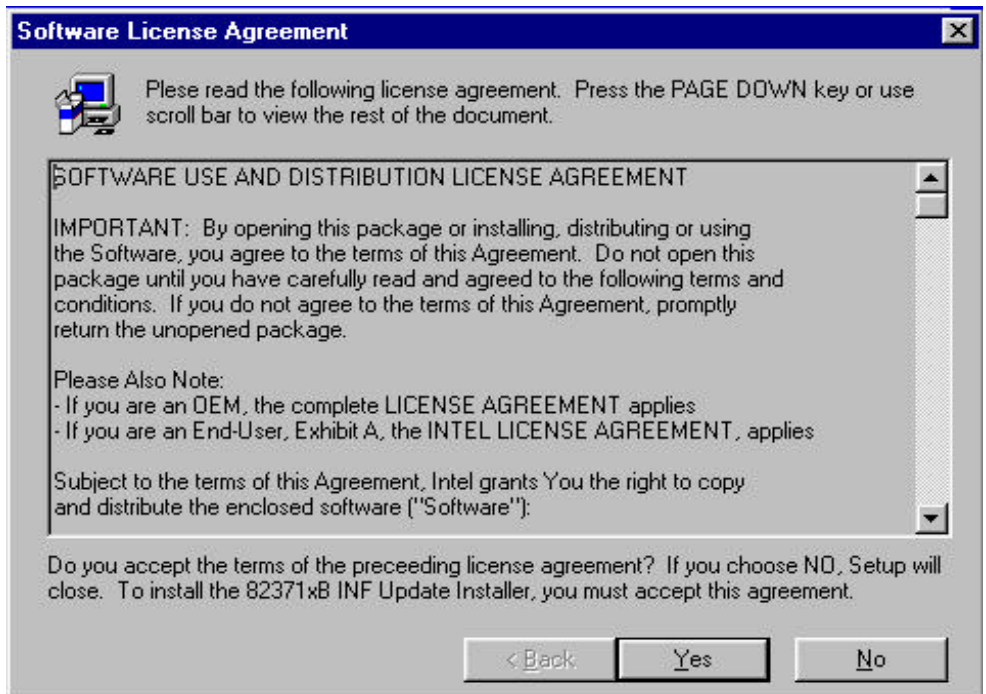 Software License Agreement
Plese read the following license agreement. Press the PAGE DOWN key or use
scroll bar to view the rest of the document.
SOFTWARE USE AND DISTRIBUTION LICENSE AGREEMENT
IMPORTANT: By opening this package or installing, distributing or using
the Software, you agree to the terms of this Agreement. Do not open this
package until you have carefully read and agreed to the following terms and
conditions. If you do not agree to the terms of this Agreement, promptly
return the unopened package.
Please Also Note:
- If you are an OEM, the complete LICENSE AGREEMENT applies
- If you are an End-User, Exhibit A, the INTEL LICENSE AGREEMENT, applies
Subject to the terms of this Agreement, Intel grants You the right to copy
and distribute the enclosed software ("Software"):
Do you accept the terms of the preceeding license agreement? If you choose NO, Setup will
close. To install the 82371xB INF Update Installer, you must accept this agreement.
< Back
Yes
No